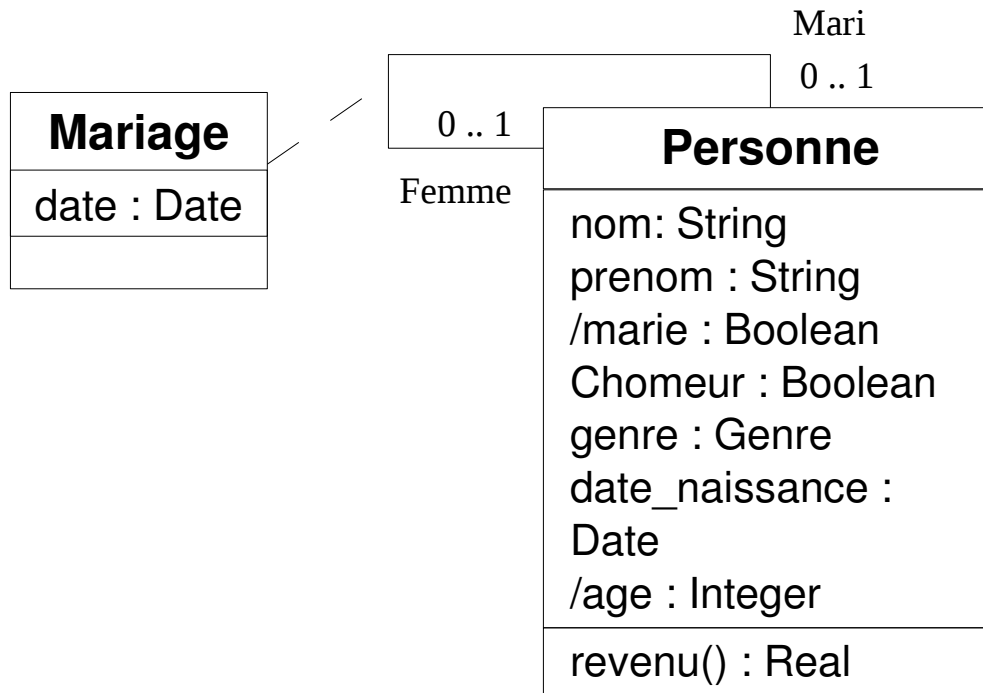 Mari
0 .. 1
Mariage
date : Date
0 .. 1
Femme
Personne
nom: String
prenom : String
/marie : Boolean
Chomeur : Boolean
genre : Genre
date_naissance :
Date
/age : Integer
revenu() : Real